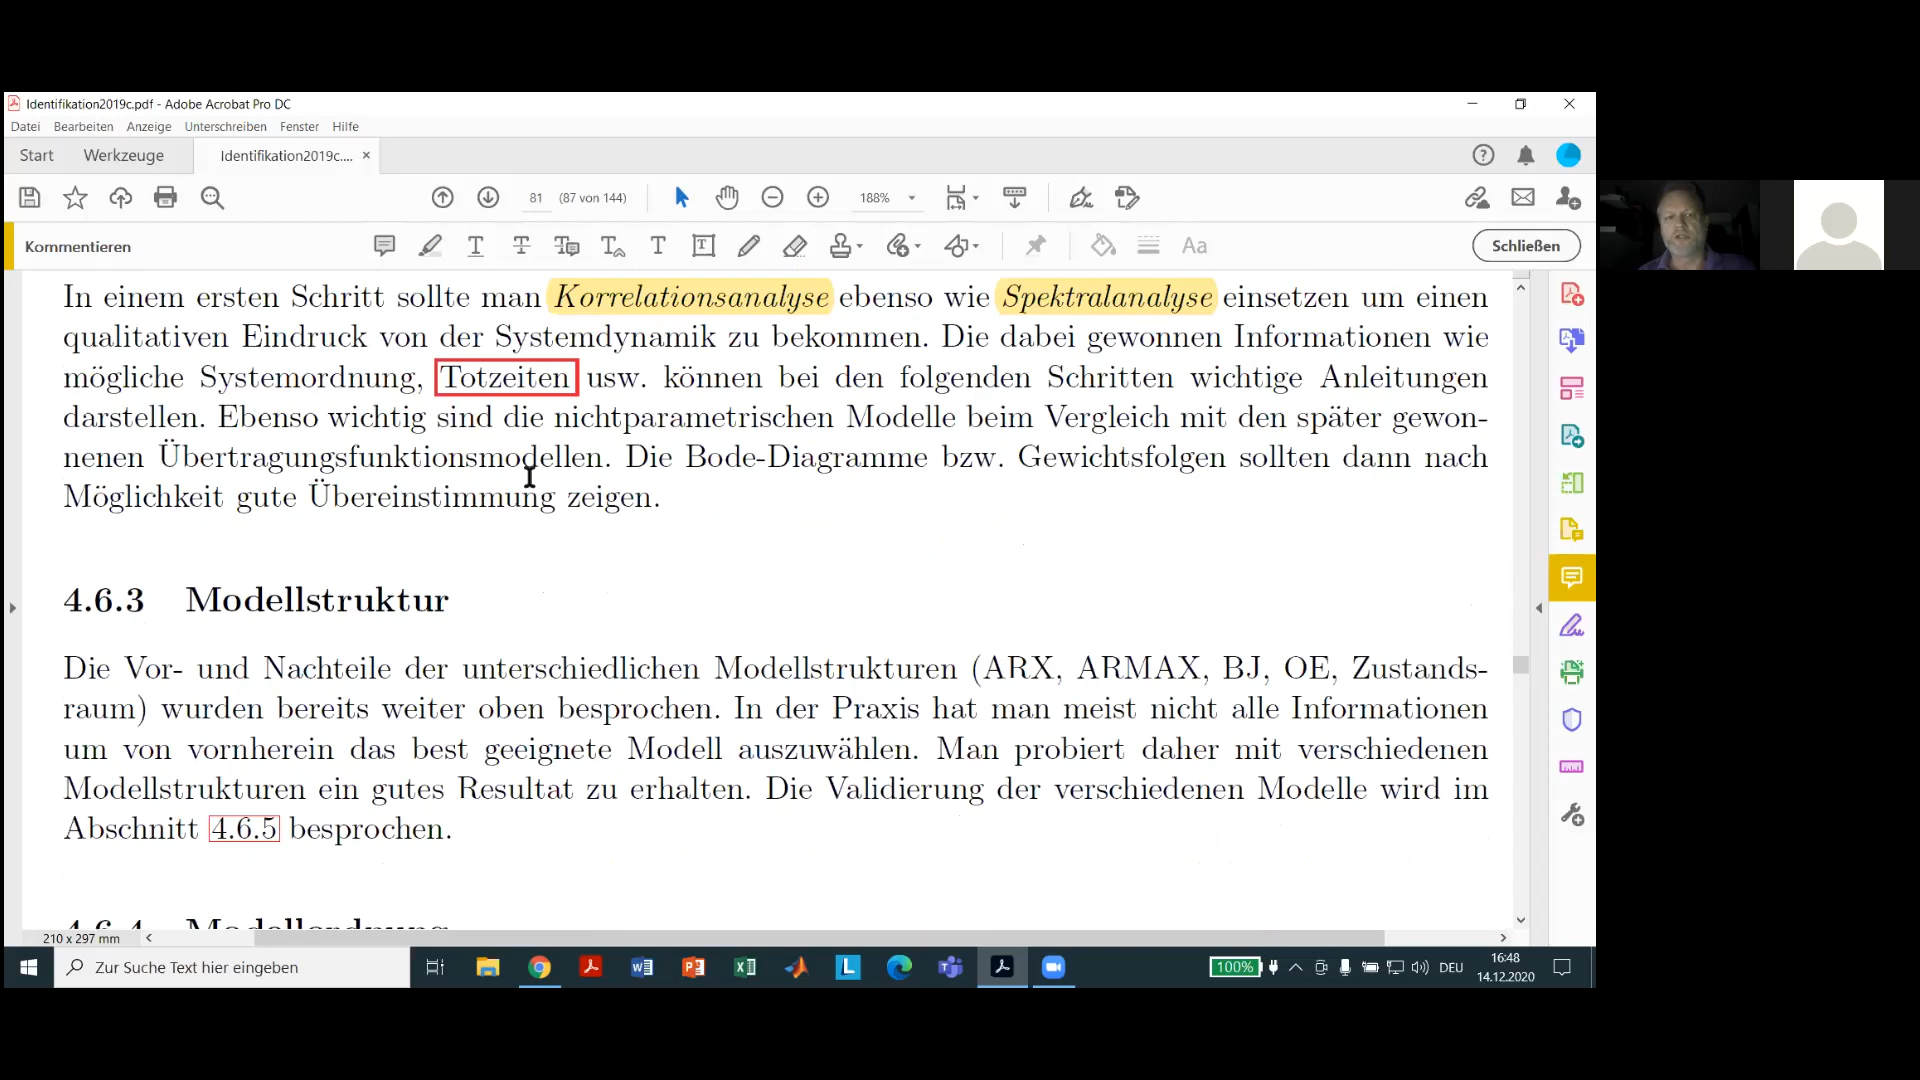 Identifikation2019c.pdf - Adobe Acrobat Pro DC
Datei Bearbeiten Anzeige Unterschreiben Fenster Hilfe
Start Werkzeuge Identifikation2019c.... ×
81 (87 von 144) 188%
Kommentieren Aa Schließen
In einem ersten Schritt sollte man Korrelationsanalyse ebenso wie Spektralanalyse einsetzen um einen
qualitativen Eindruck von der Systemdynamik zu bekommen. Die dabei gewonnen Informationen wie
mögliche Systemordnung, Totzeiten usw. können bei den folgenden Schritten wichtige Anleitungen
darstellen. Ebenso wichtig sind die nichtparametrischen Modelle beim Vergleich mit den später gewon-
nenen Übertragungsfunktionsmodellen. Die Bode-Diagramme bzw. Gewichtsfolgen sollten dann nach
Möglichkeit gute Übereinstimmung zeigen.
4.6.3 Modellstruktur
Die Vor- und Nachteile der unterschiedlichen Modellstrukturen (ARX, ARMAX, BJ, OE, Zustands-
raum) wurden bereits weiter oben besprochen. In der Praxis hat man meist nicht alle Informationen
um von vornherein das best geeignete Modell auszuwählen. Man probiert daher mit verschiedenen
Modellstrukturen ein gutes Resultat zu erhalten. Die Validierung der verschiedenen Modelle wird im
Abschnitt 4.6.5 besprochen.
4.6.4 Modellordnung
210 x 297 mm
Zur Suche Text hier eingeben
100% DEU 16:48
14.12.2020